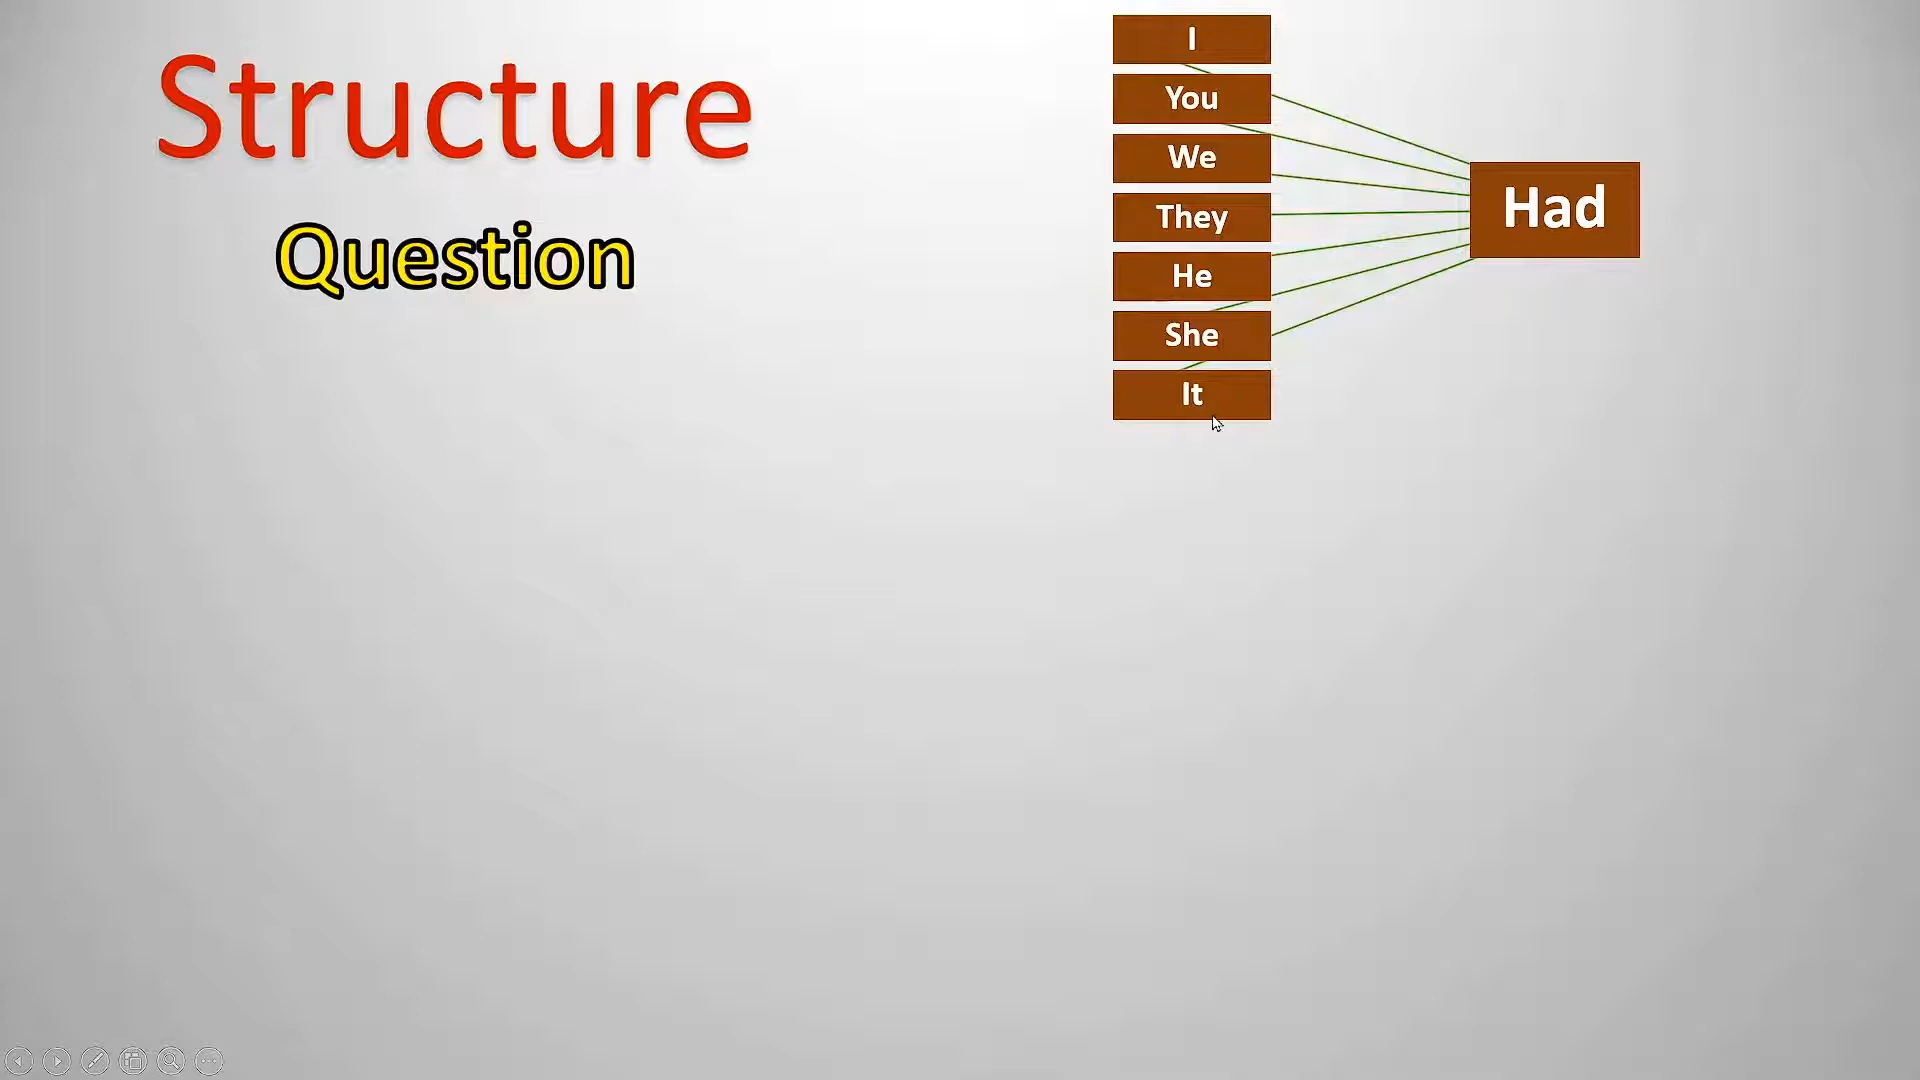 Structure
Question
I
You
We
They
He
She
It
Had